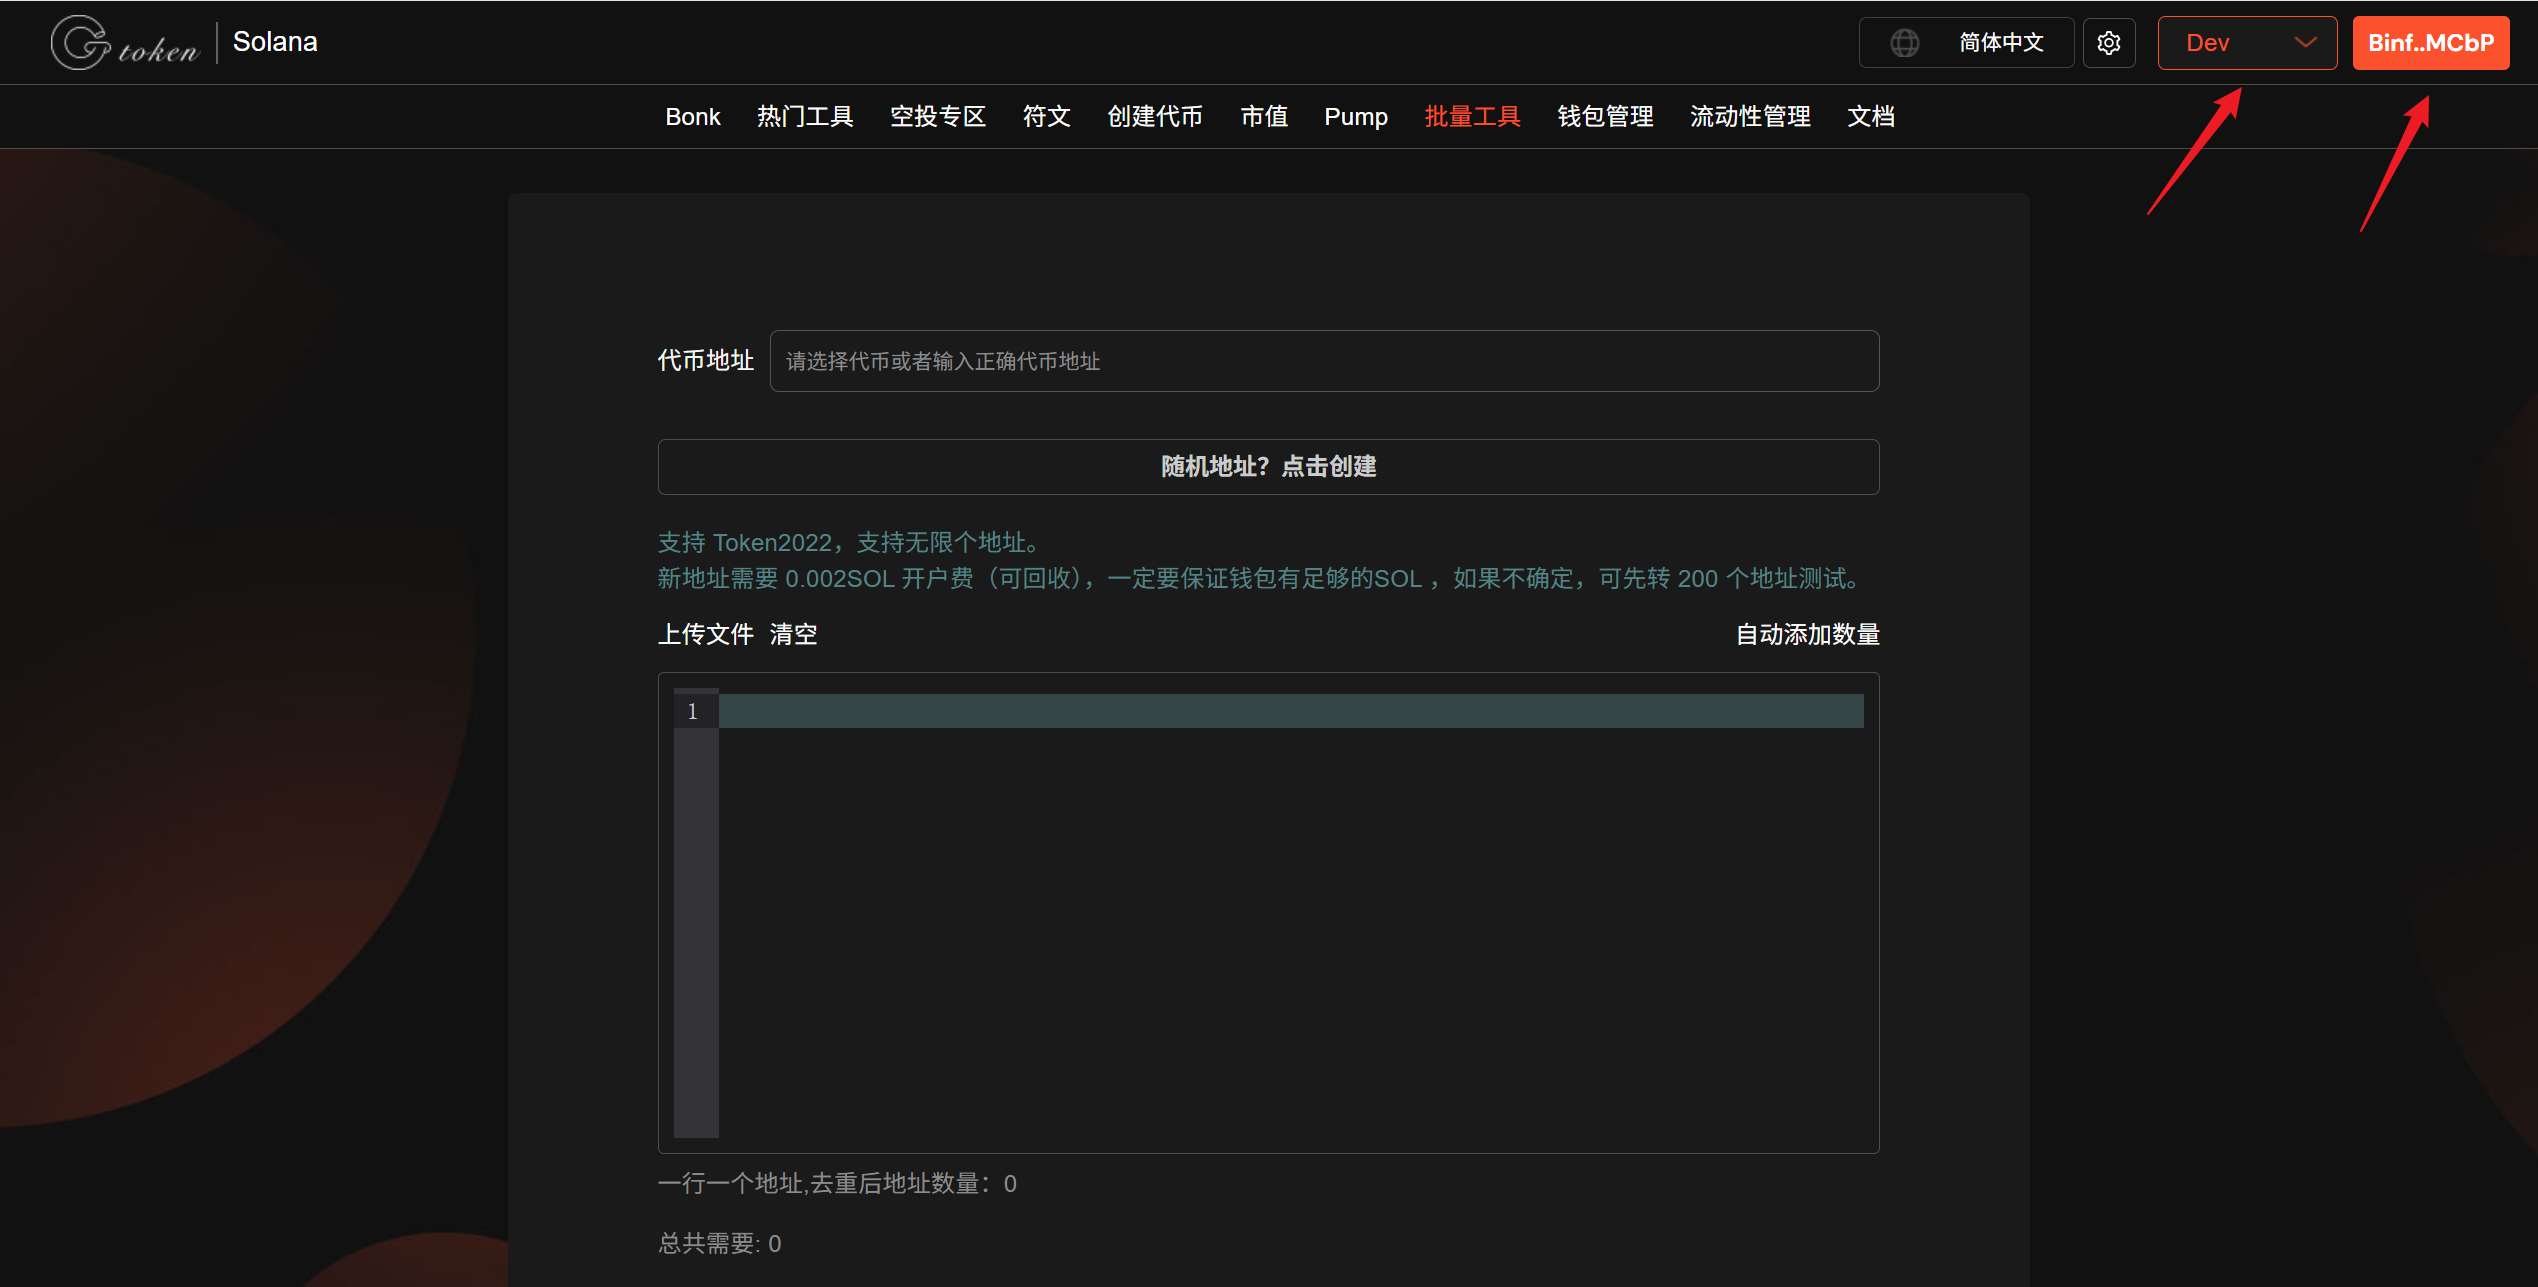 Gtoken | Solana
简体中文
Dev
Binf..MCbP
Bonk 热门工具 空投专区 符文 创建代币 市值 Pump 批量工具 钱包管理 流动性管理 文档
代币地址 请选择代币或者输入正确代币地址
随机地址？点击创建
支持 Token2022，支持无限个地址。
新地址需要 0.002SOL 开户费（可回收），一定要保证钱包有足够的SOL ，如果不确定，可先转 200 个地址测试。
上传文件 清空 自动添加数量
1
一行一个地址,去重后地址数量：0
总共需要: 0